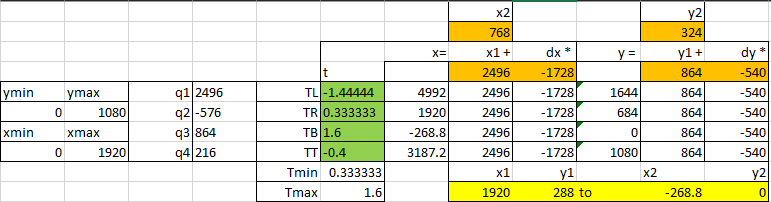 x2 y2
768 324
x= x1 + dx * y = y1 + dy *
t 2496 -1728 864 -540
ymin ymax q1 2496 TL -1.44444 4992 2496 -1728 1644 864 -540
0 1080 q2 -576 TR 0.333333 1920 2496 -1728 684 864 -540
xmin xmax q3 864 TB 1.6 -268.8 2496 -1728 0 864 -540
0 1920 q4 216 TT -0.4 3187.2 2496 -1728 1080 864 -540
Tmin 0.333333 x1 y1 x2 y2
Tmax 1.6 1920 288 to -268.8 0